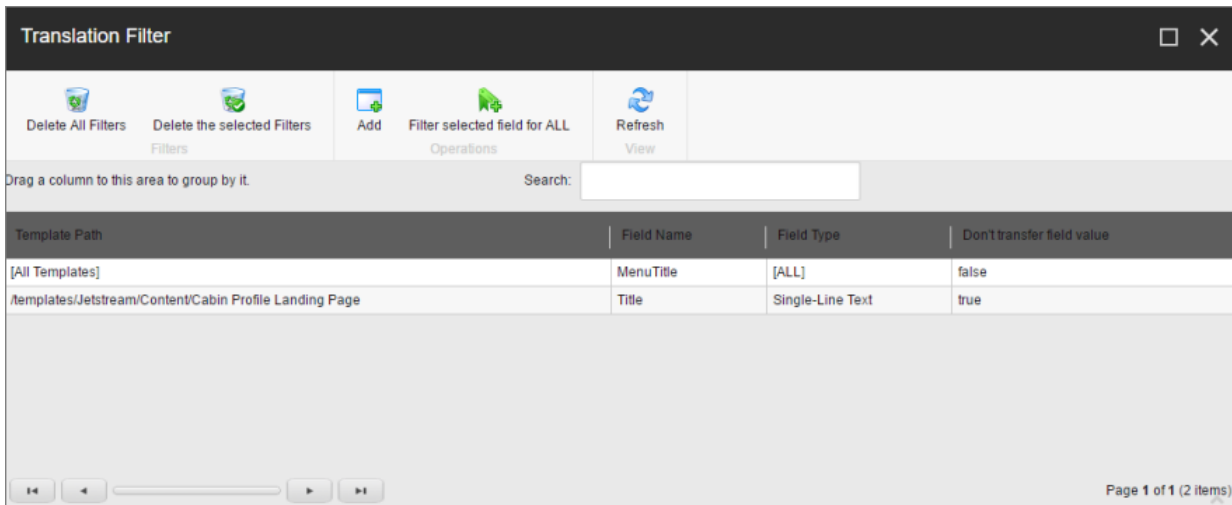 Translation Filter
Delete All Filters Delete the selected Filters Add Filter selected field for ALL Refresh
Filters Operations View
Drag a column to this area to group by it. Search:
Template Path Field Name Field Type Don't transfer field value
[All Templates] MenuTitle [ALL] false
/templates/Jetstream/Content/Cabin Profile Landing Page Title Single-Line Text true
Page 1 of 1 (2 items)